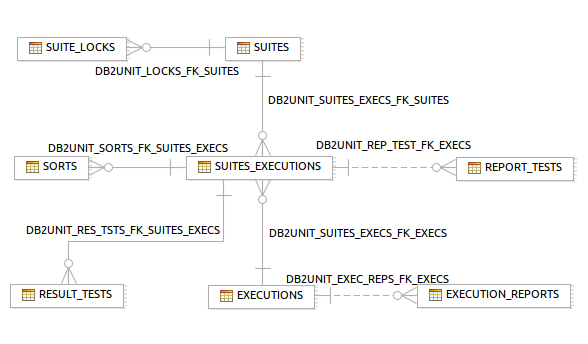 SUITE_LOCKS
SUITES
DB2UNIT_LOCKS_FK_SUITES
DB2UNIT_SUITES_EXECS_FK_SUITES
DB2UNIT_SORTS_FK_SUITES_EXECS
DB2UNIT_REP_TEST_FK_EXECS
SORTS
SUITES_EXECUTIONS
REPORT_TESTS
DB2UNIT_RES_TSTS_FK_SUITES_EXECS
DB2UNIT_SUITES_EXECS_FK_EXECS
DB2UNIT_EXEC_REPS_FK_EXECS
RESULT_TESTS
EXECUTIONS
EXECUTION_REPORTS